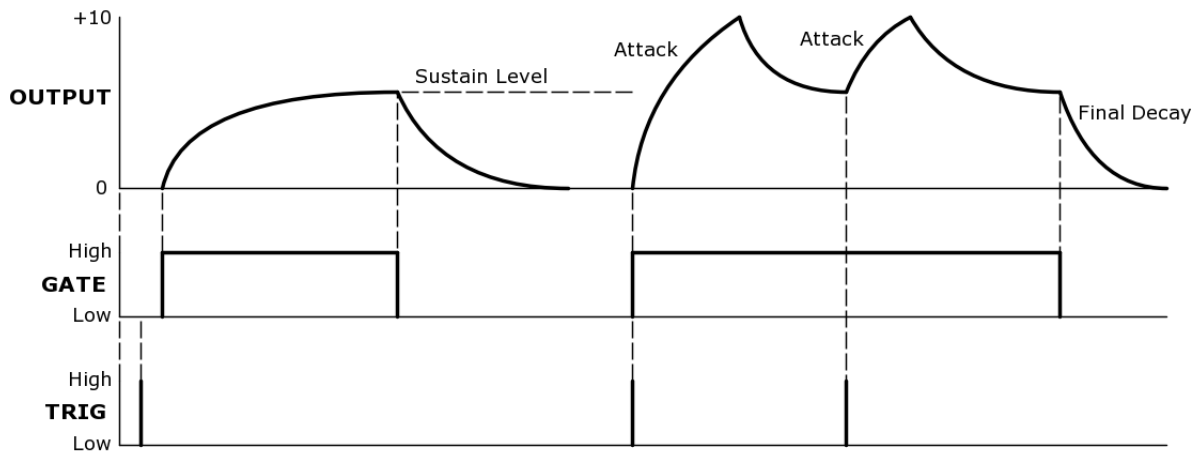 +10
Attack
Attack
Sustain Level
OUTPUT
Final Decay
0
High
GATE
Low
High
TRIG
Low